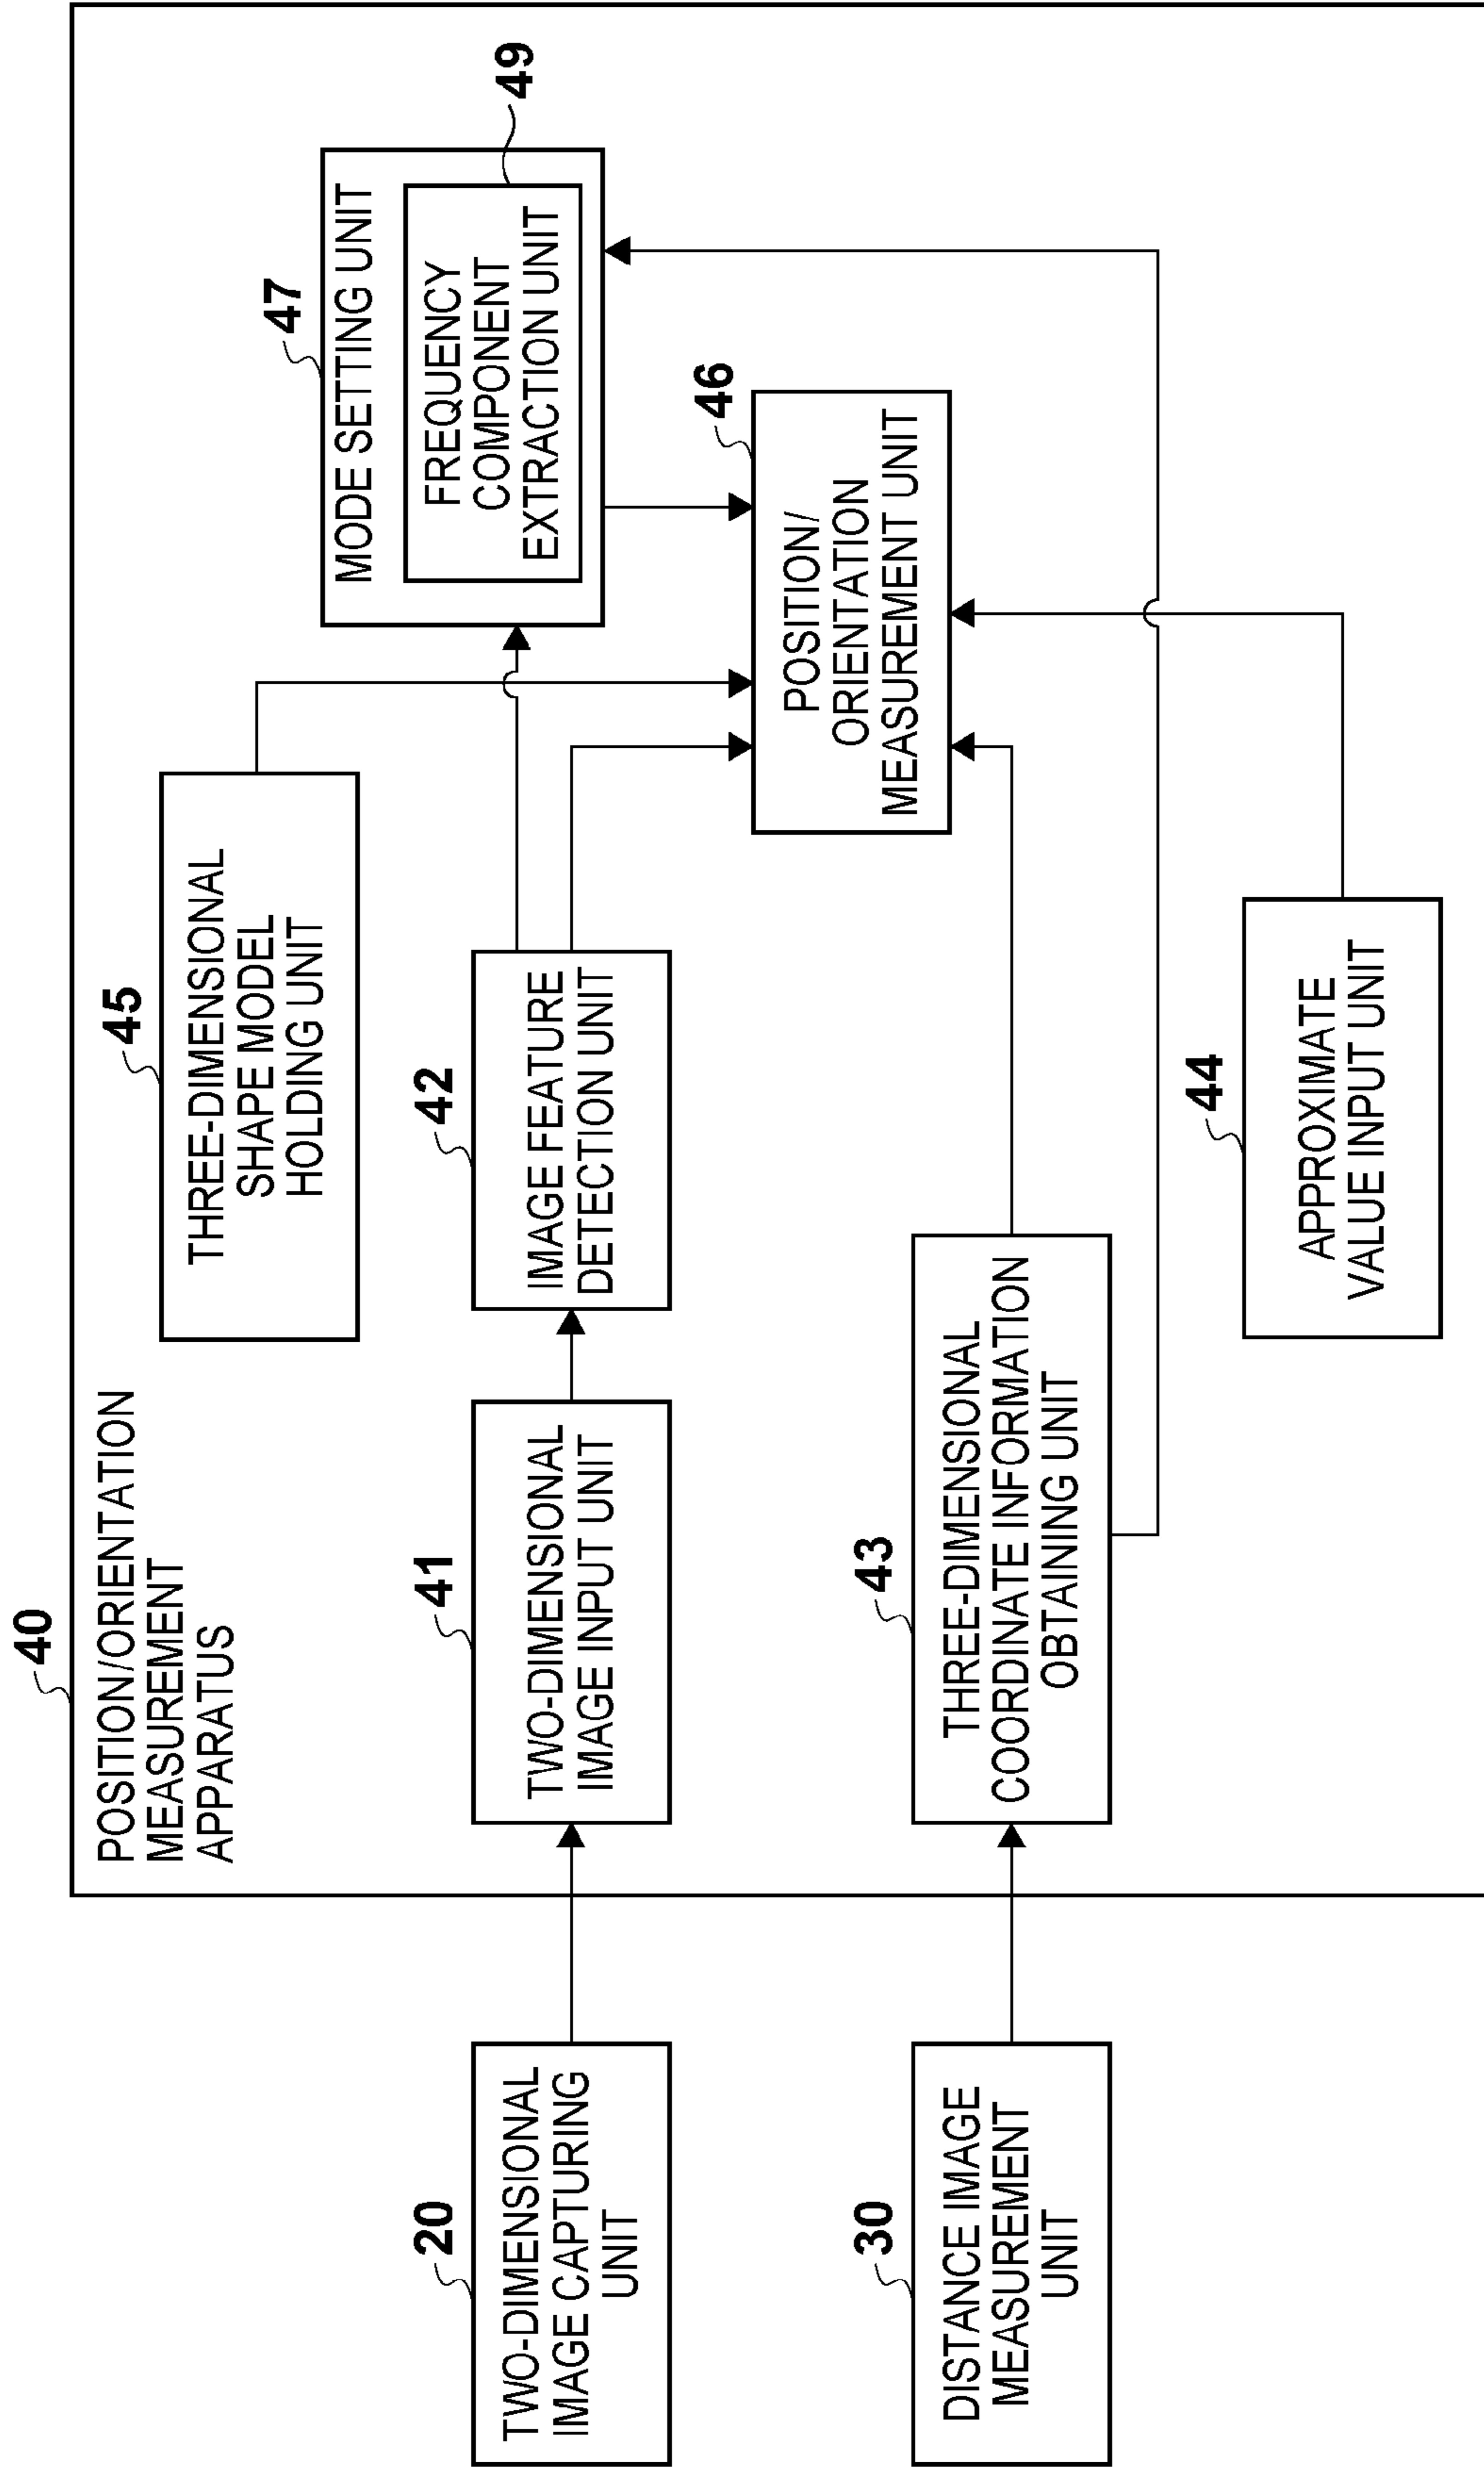 40
POSITION/ORIENTATION
MEASUREMENT
APPARATUS
45
THREE-DIMENSIONAL
SHAPE MODEL
HOLDING UNIT
47
MODE SETTING UNIT
49
FREQUENCY
COMPONENT
EXTRACTION UNIT
20
TWO-DIMENSIONAL
IMAGE CAPTURING
UNIT
41
TWO-DIMENSIONAL
IMAGE INPUT UNIT
42
IMAGE FEATURE
DETECTION UNIT
46
POSITION/
ORIENTATION
MEASUREMENT UNIT
30
DISTANCE IMAGE
MEASUREMENT
UNIT
43
THREE-DIMENSIONAL
COORDINATE INFORMATION
OBTAINING UNIT
44
APPROXIMATE
VALUE INPUT UNIT